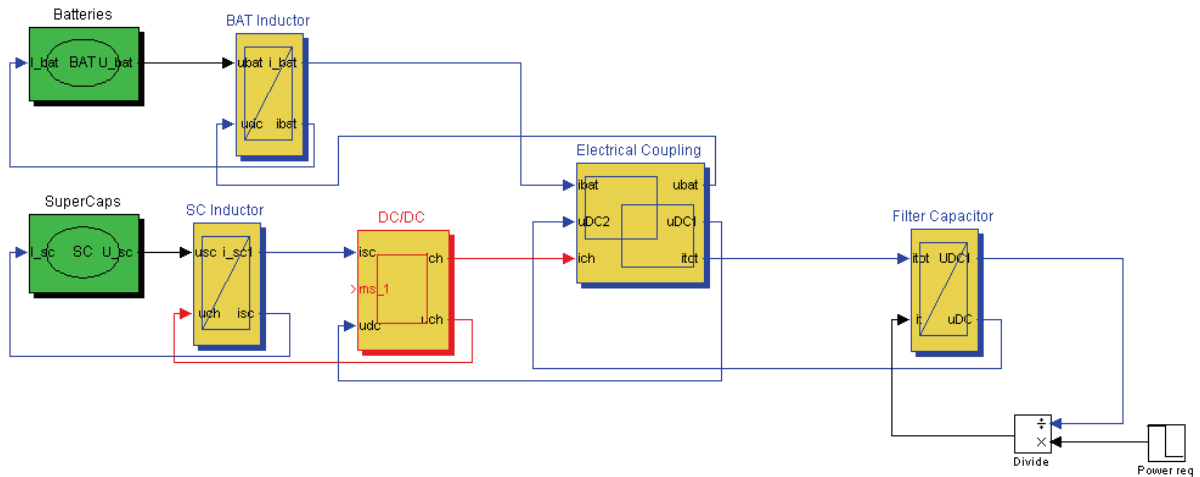 Batteries
I_bat BAT U_bat
BAT Inductor
ubat i_bat
udc ibat
SuperCaps
I_sc SC U_sc
SC Inductor
usc i_sc1
uch isc
DC/DC
isc ich
ms_1
udc uch
Electrical Coupling
ibat ubat
uDC2 uDC1
ich itot
Filter Capacitor
itot UDC1
it uDC
÷
×
Divide
Power req